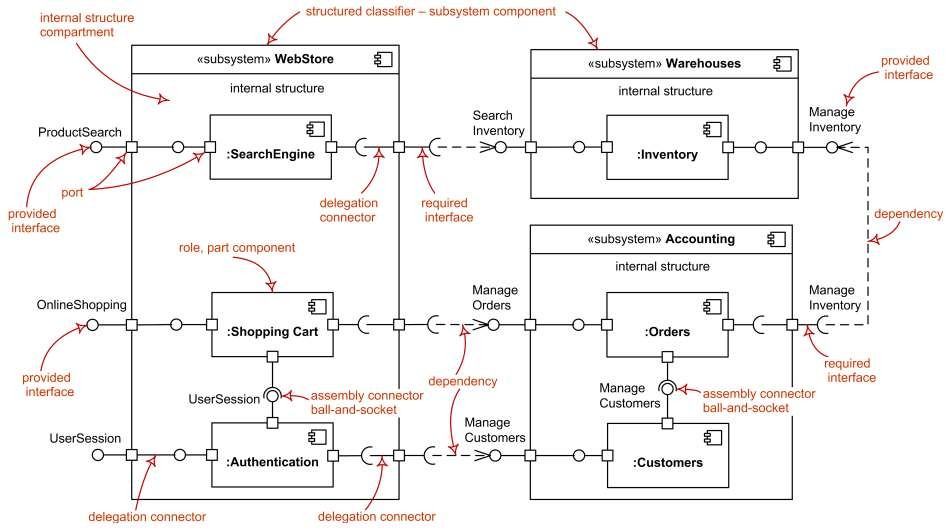 structured classifier – subsystem component
internal structure
compartment
«subsystem» WebStore
internal structure
«subsystem» Warehouses
internal structure
provided
interface
ProductSearch
:SearchEngine
Search
Inventory
:Inventory
Manage
Inventory
port
provided
interface
delegation
connector
required
interface
dependency
role, part component
«subsystem» Accounting
internal structure
OnlineShopping
:Shopping Cart
Manage
Orders
:Orders
Manage
Inventory
provided
interface
dependency
required
interface
UserSession
assembly connector
ball-and-socket
Manage
Customers
assembly connector
ball-and-socket
UserSession
:Authentication
Manage
Customers
:Customers
delegation connector
delegation connector